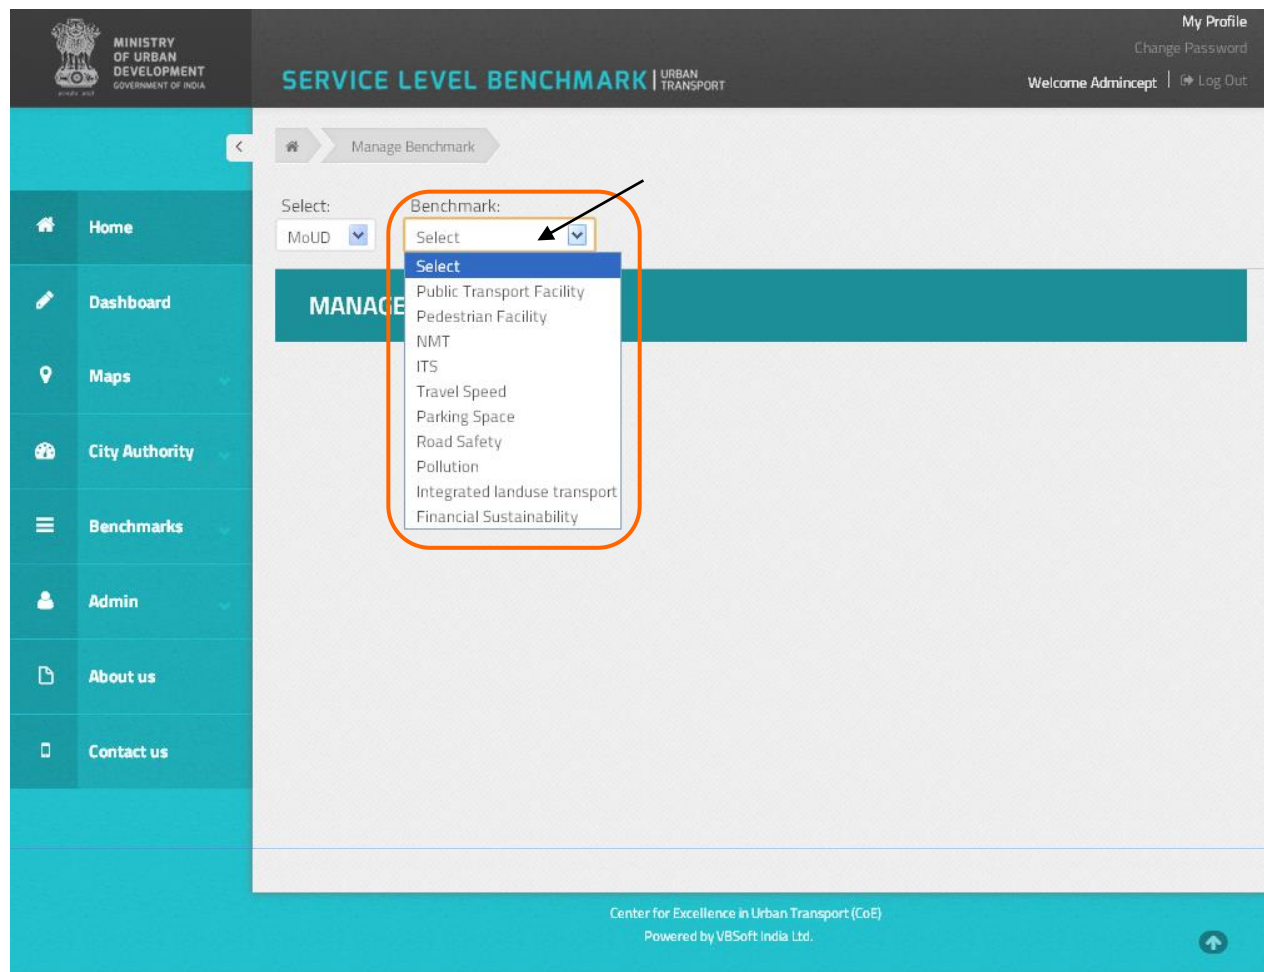 My Profile
MINISTRY
OF URBAN
DEVELOPMENT
GOVERNMENT OF INDIA
Change Password
SERVICE LEVEL BENCHMARK | URBAN
TRANSPORT
Welcome Admincept | Log Out
Manage Benchmark
Select:
Benchmark:
MoUD
Select
Select
Public Transport Facility
Pedestrian Facility
NMT
ITS
Travel Speed
Parking Space
Road Safety
Pollution
Integrated landuse transport
Financial Sustainability
MANAGE
Home
Dashboard
Maps
City Authority
Benchmarks
Admin
About us
Contact us
Center for Excellence in Urban Transport (CoE)
Powered by VBSoft India Ltd.